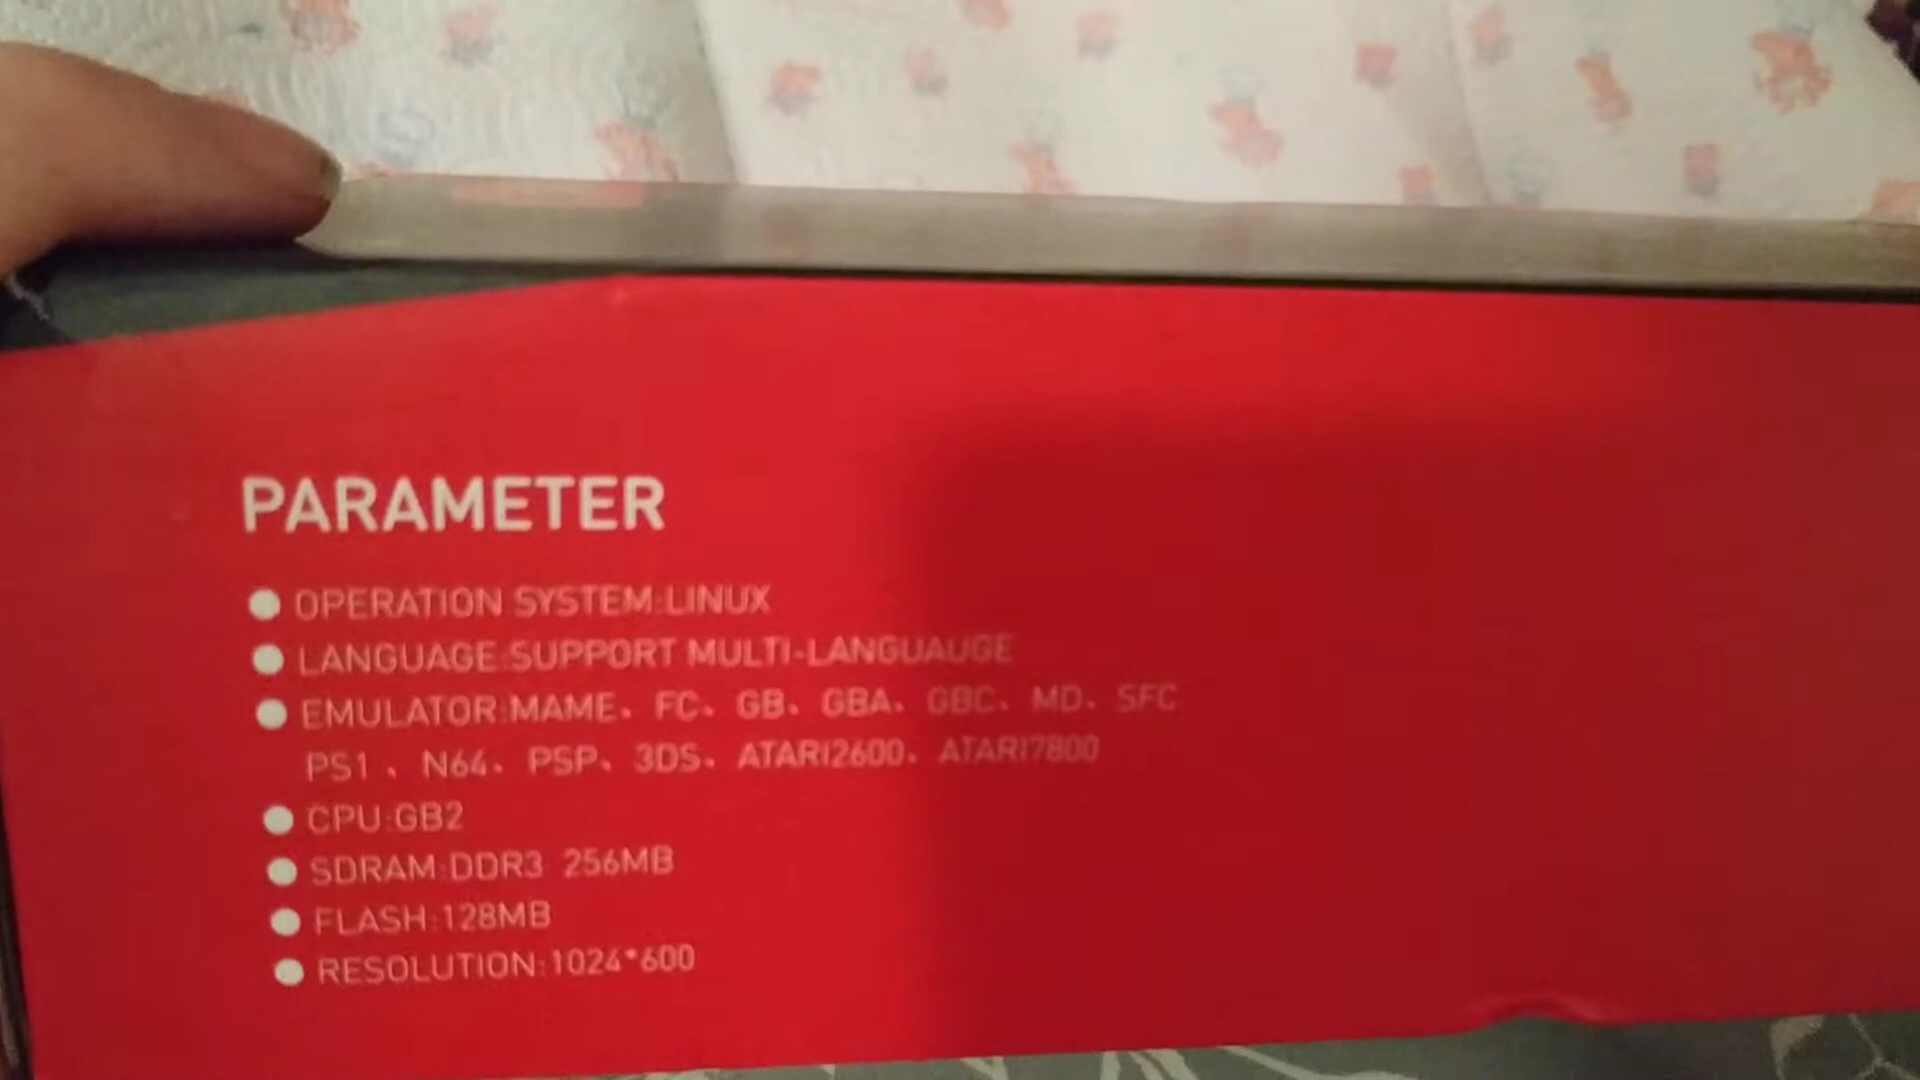 PARAMETER
OPERATION SYSTEM:LINUX
LANGUAGE:SUPPORT MULTI-LANGUAUGE
EMULATOR:MAME、FC、GB、GBA、GBC、MD、SFC
PS1、N64、PSP、3DS、ATARI2600、ATARI7800
CPU:GB2
SDRAM:DDR3 256MB
FLASH:128MB
RESOLUTION:1024*600